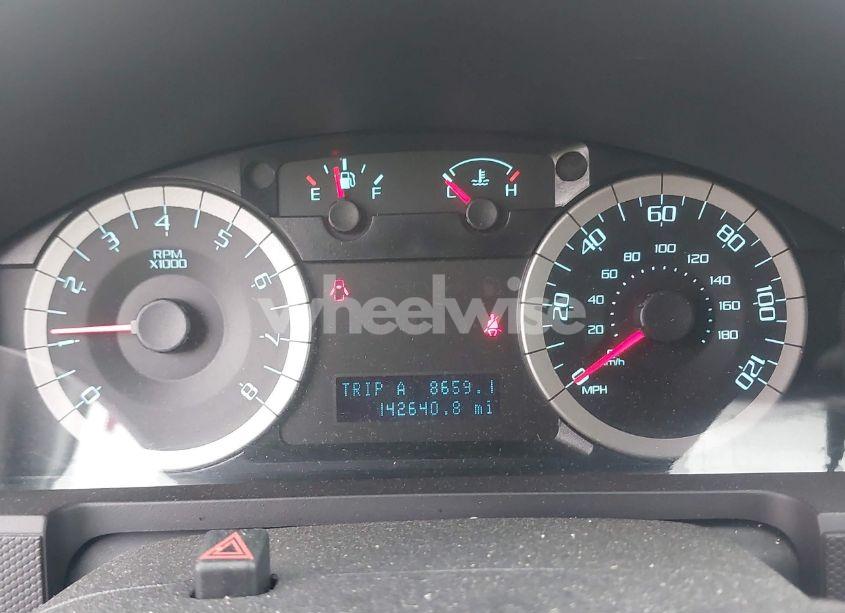 E F
L H
0 1 2 3 4 5 6 7 8
RPM
X1000
wheelwise
TRIP A 8659.1
142640.8 mi
0 20 40 60 80 100 120
20 40 60 80 100 120 140 160 180
km/h
MPH